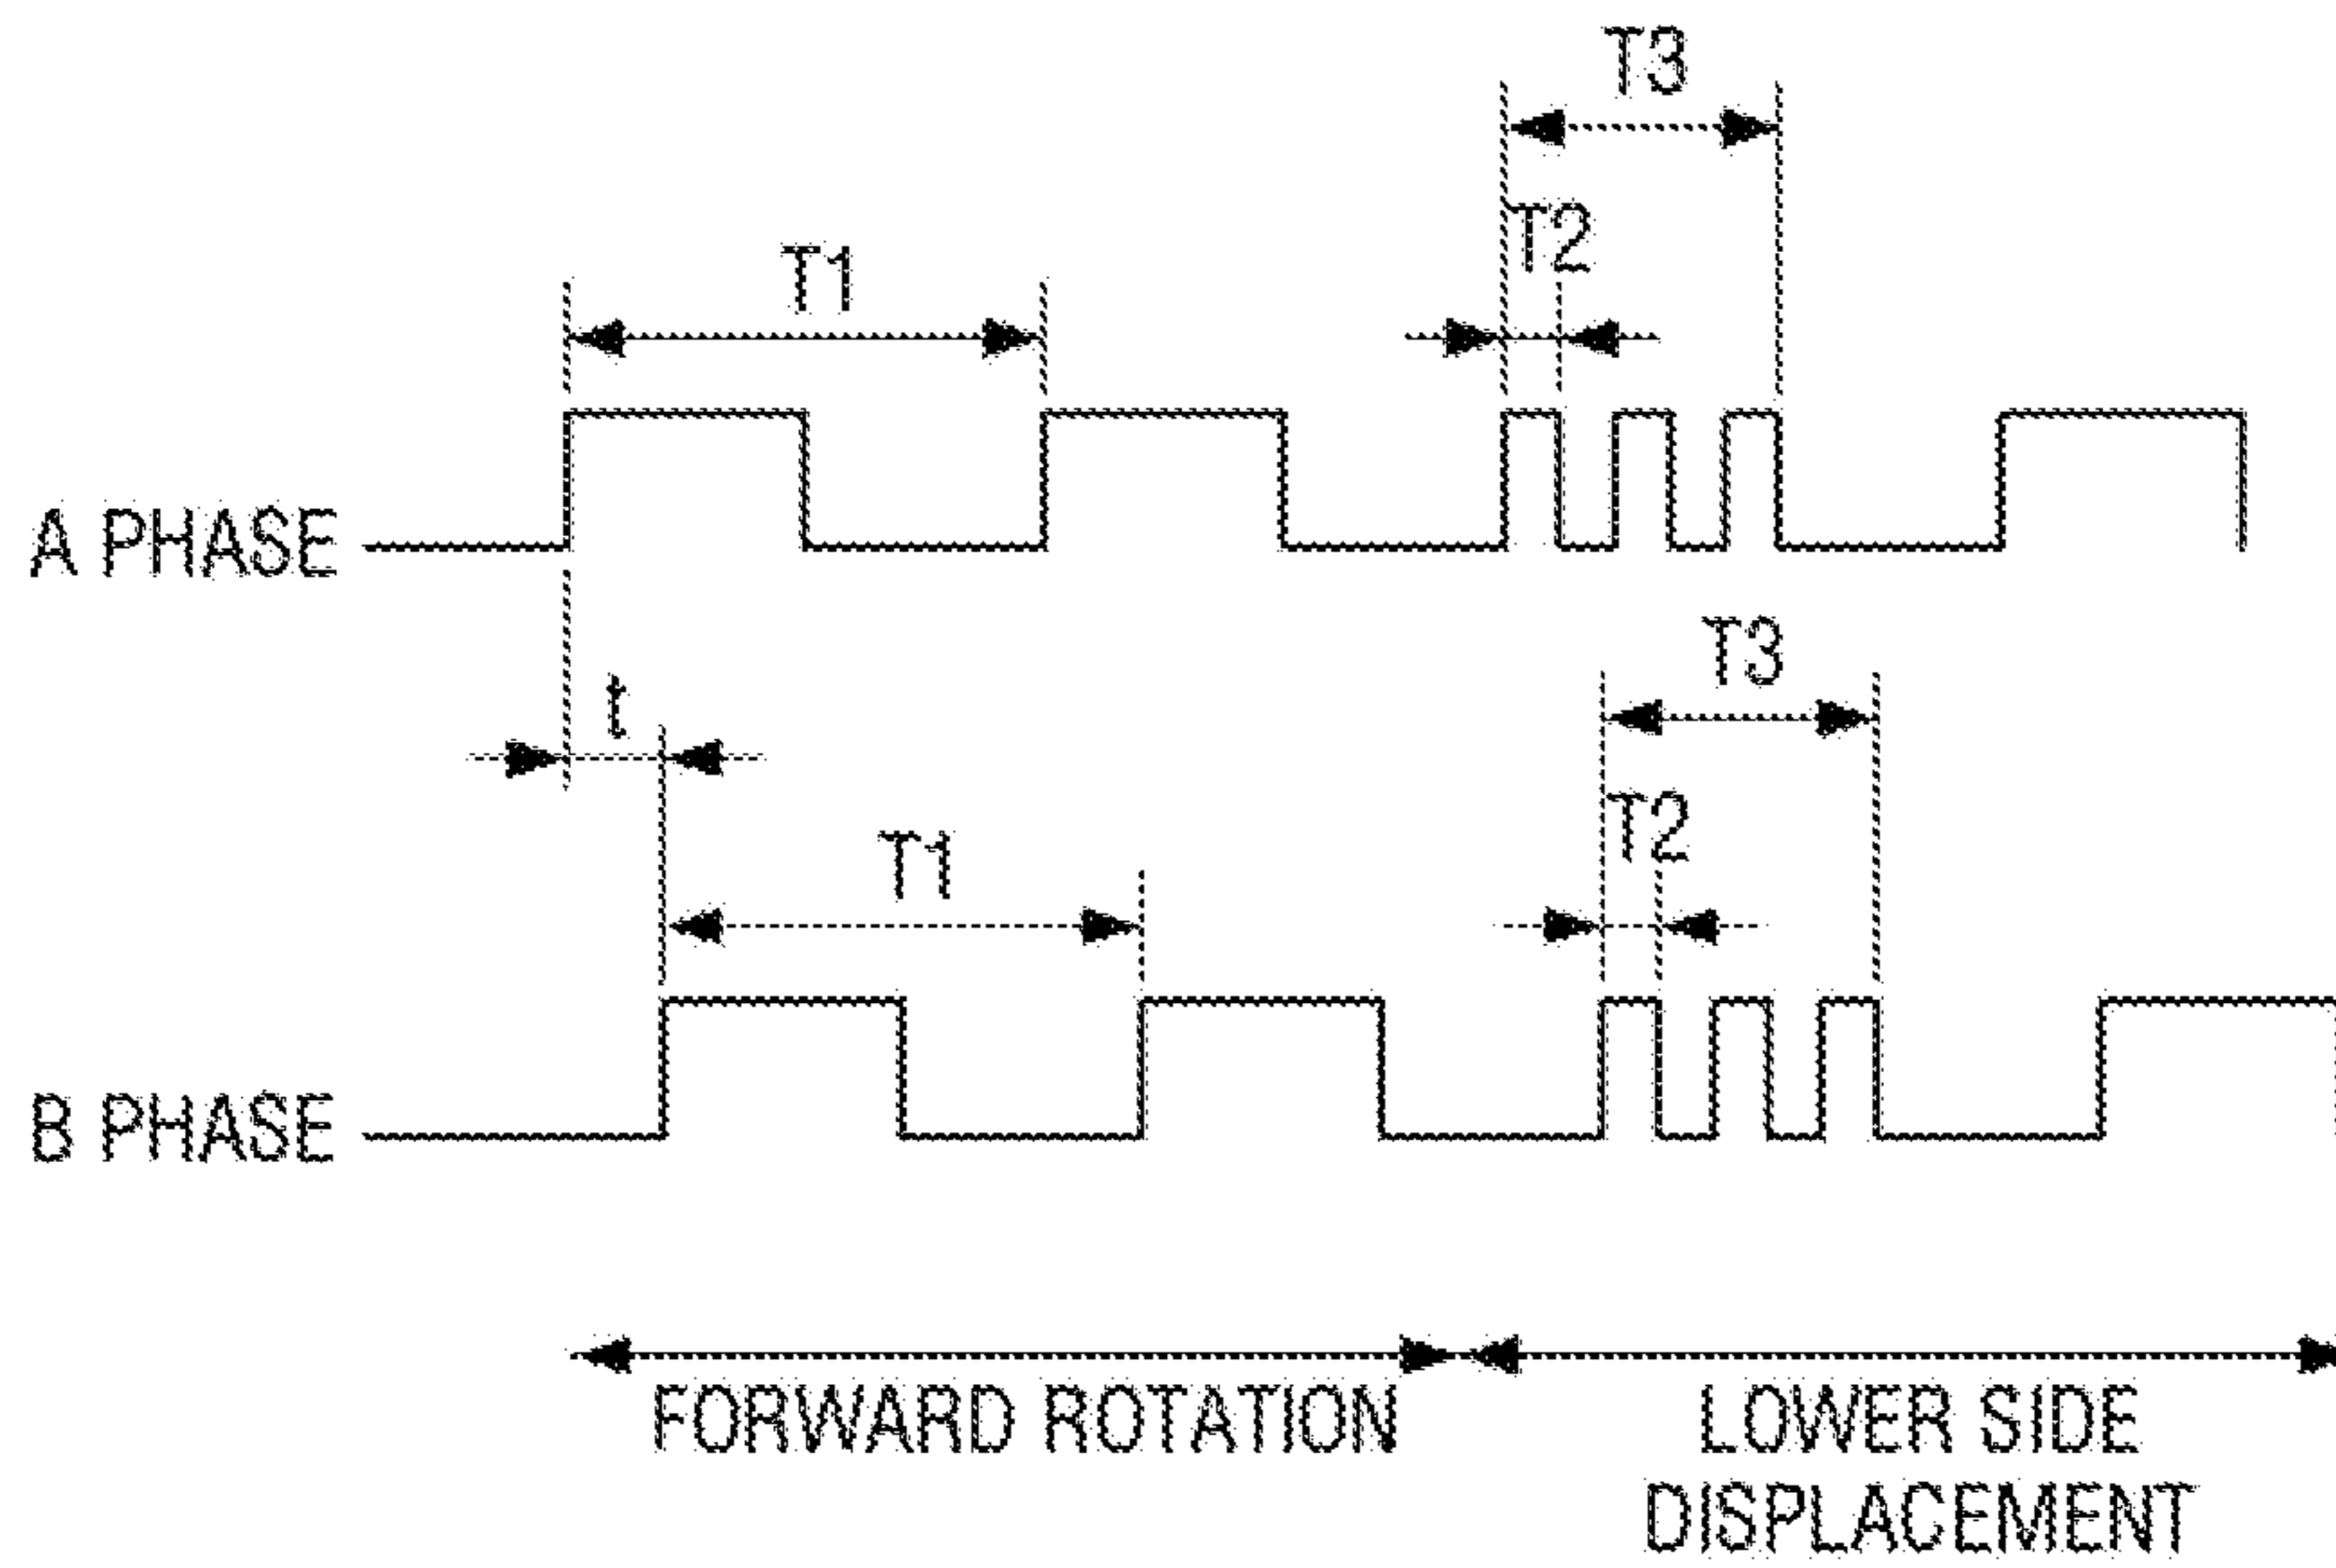 T3
T2
T1
A PHASE
T3
t
T2
T1
B PHASE
FORWARD ROTATION
LOWER SIDE
DISPLACEMENT